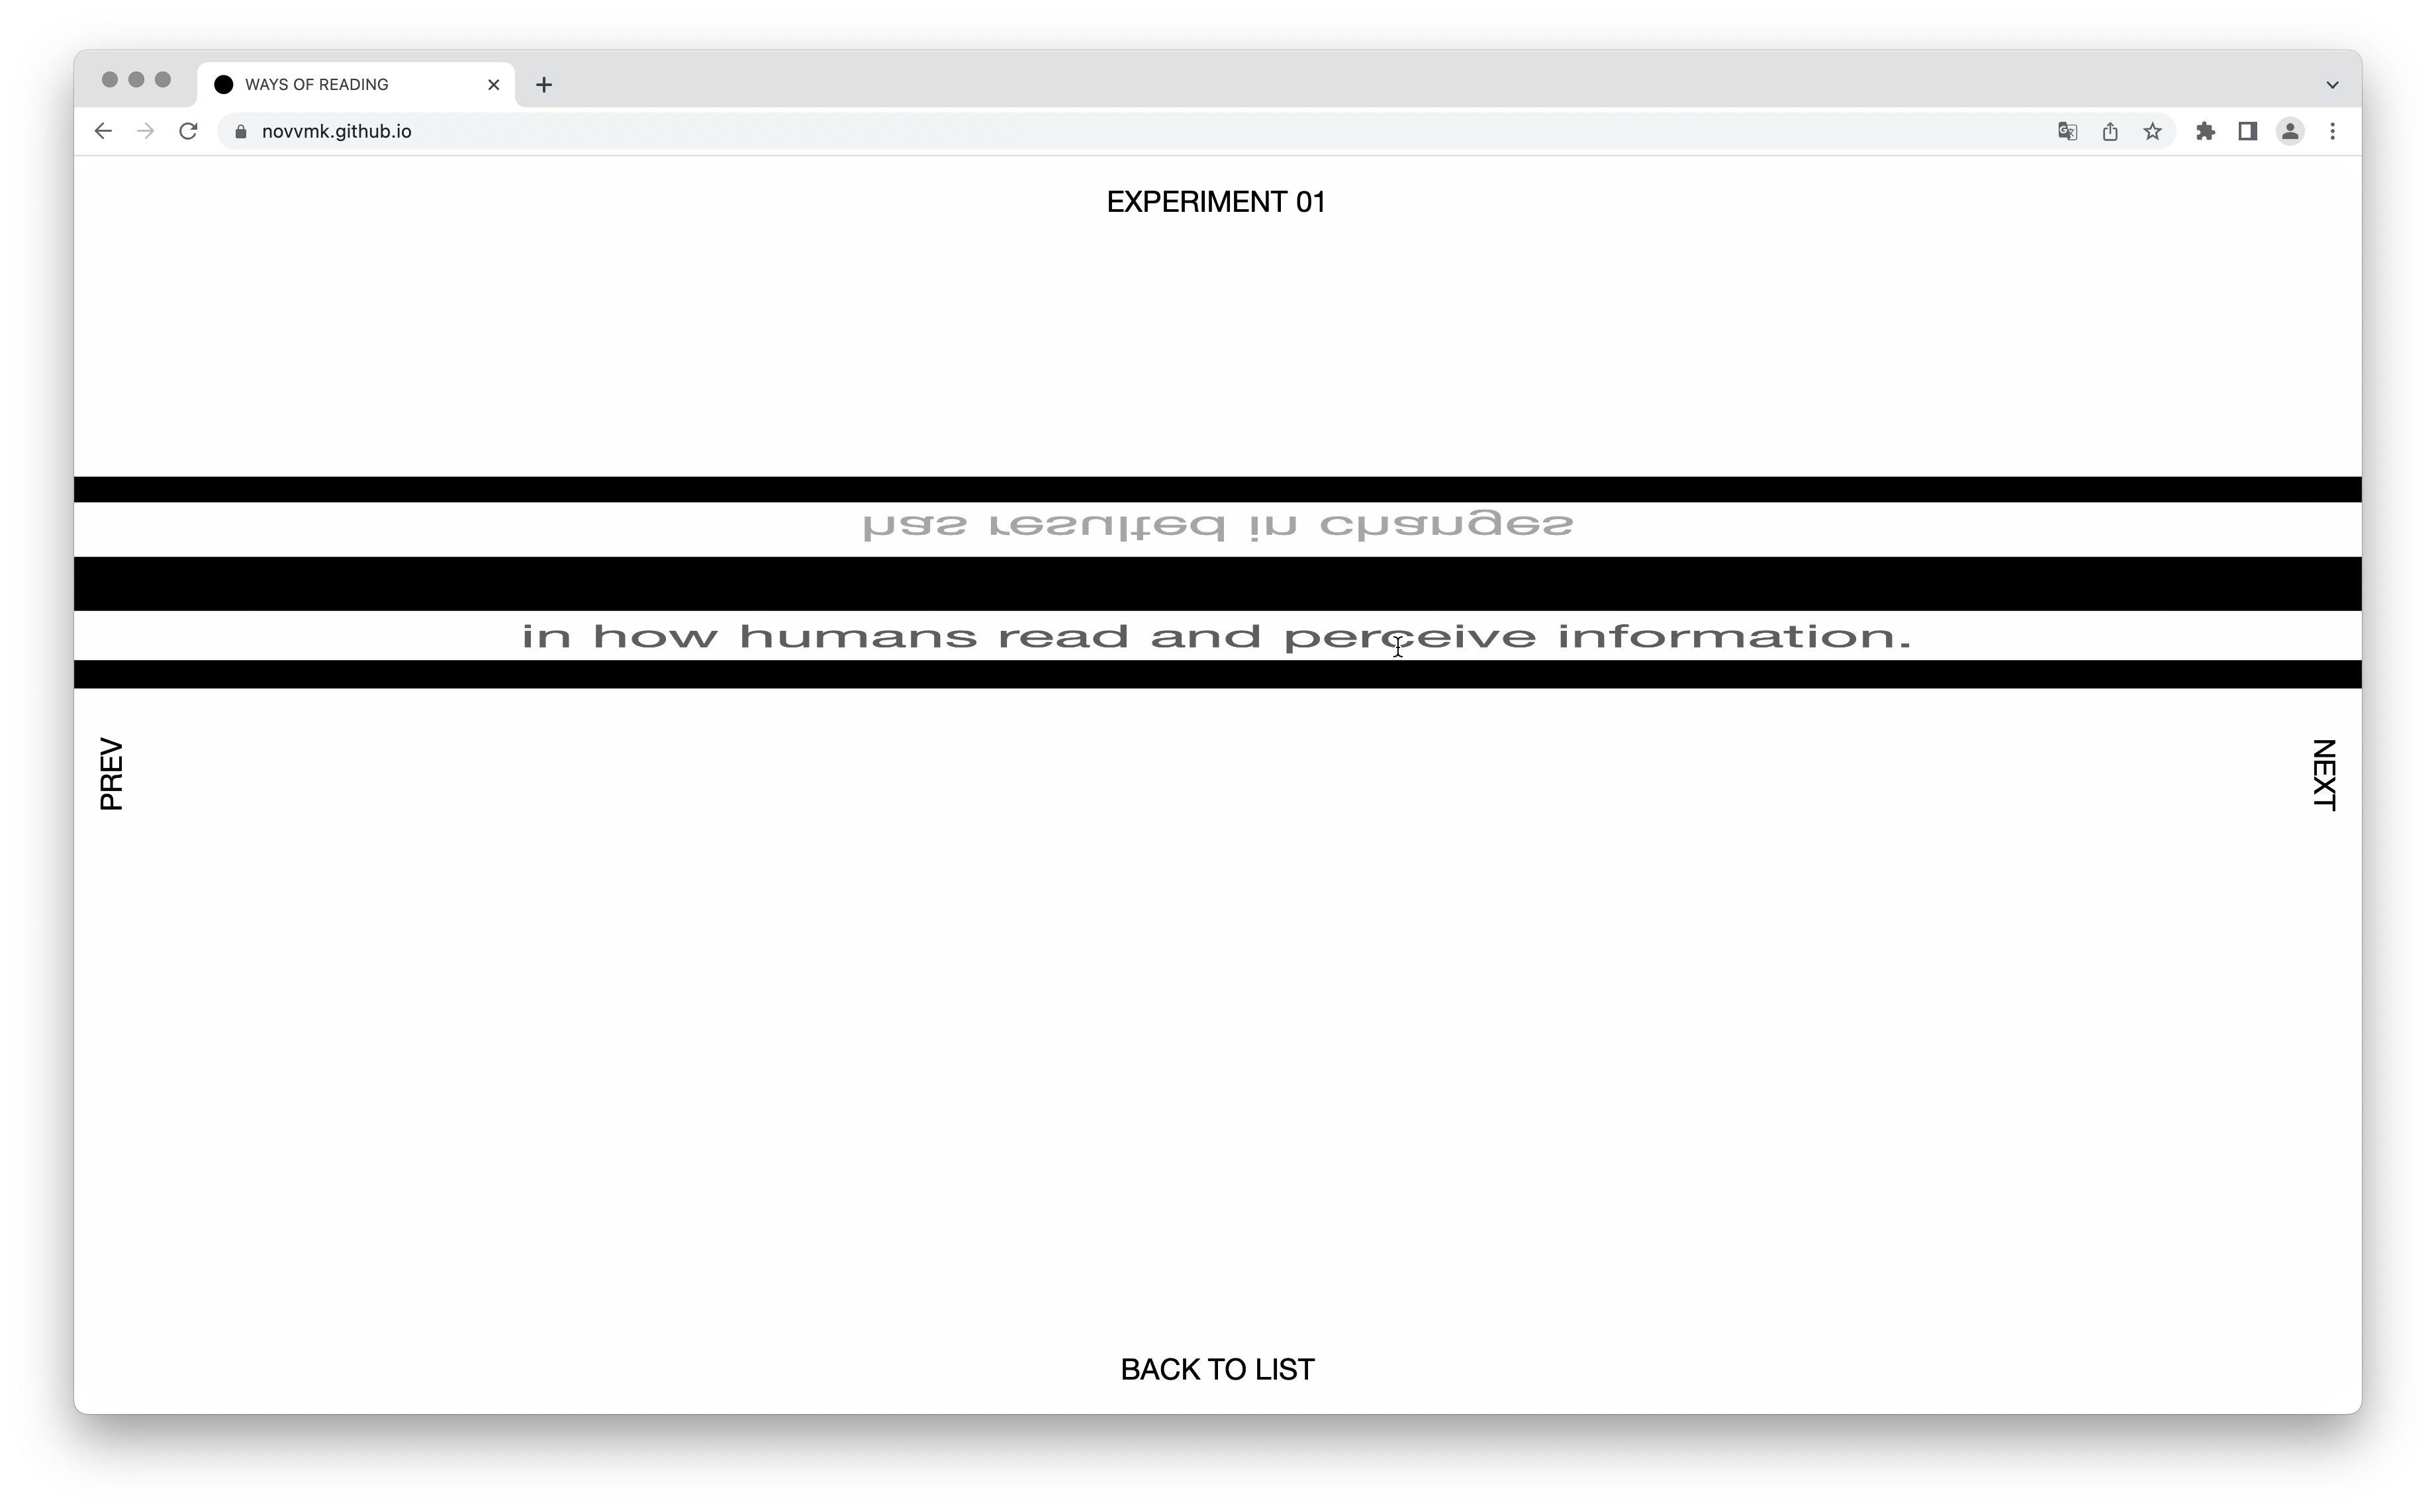 WAYS OF READING
novvmk.github.io
EXPERIMENT 01
has resulted in changes
in how humans read and perceive information.
PREV
NEXT
BACK TO LIST